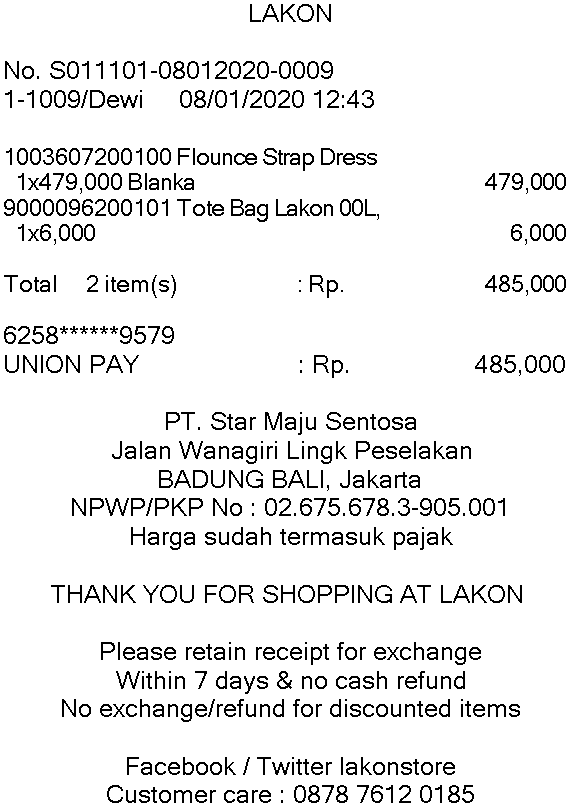 LAKON
No. S011101-08012020-0009
1-1009/Dewi 08/01/2020 12:43
1003607200100 Flounce Strap Dress
1x479,000 Blanka 479,000
9000096200101 Tote Bag Lakon 00L,
1x6,000 6,000
Total 2 item(s) : Rp. 485,000
6258******9579
UNION PAY : Rp. 485,000
PT. Star Maju Sentosa
Jalan Wanagiri Lingk Peselakan
BADUNG BALI, Jakarta
NPWP/PKP No : 02.675.678.3-905.001
Harga sudah termasuk pajak
THANK YOU FOR SHOPPING AT LAKON
Please retain receipt for exchange
Within 7 days & no cash refund
No exchange/refund for discounted items
Facebook / Twitter lakonstore
Customer care : 0878 7612 0185